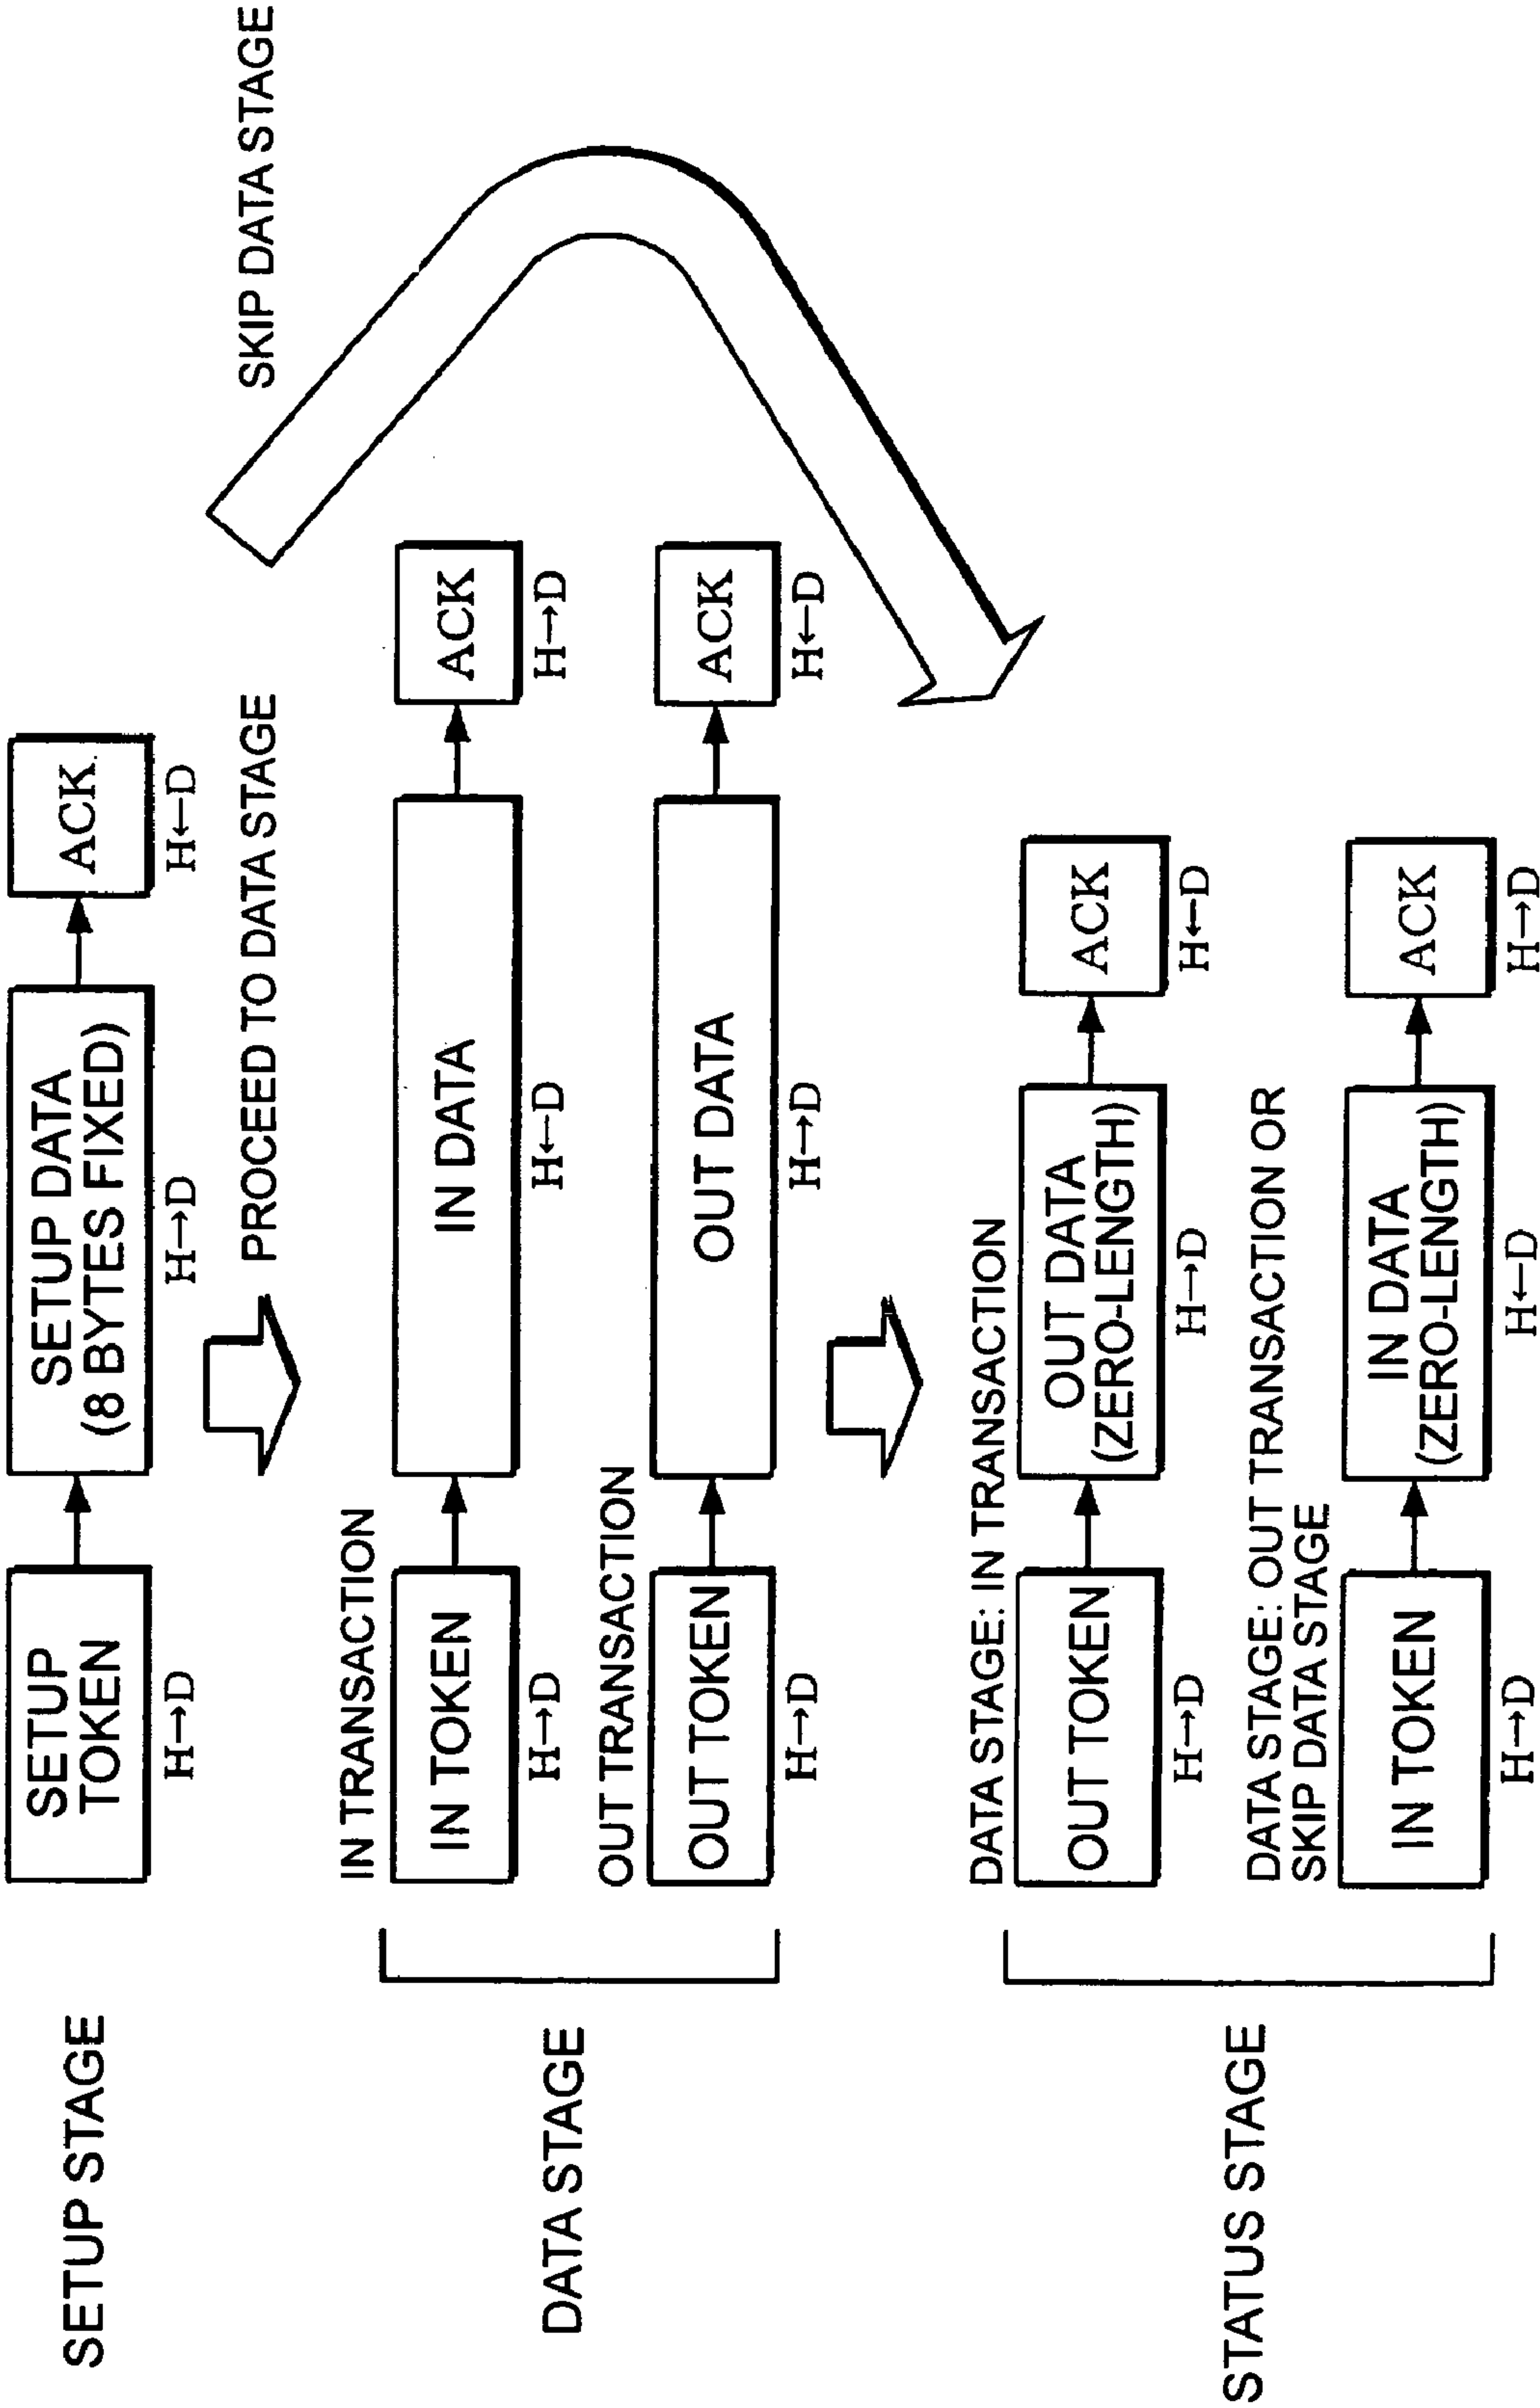 SETUP STAGE
SETUP
TOKEN
H→D
SETUP DATA
(8 BYTES FIXED)
H→D
ACK
H←D
PROCEED TO DATA STAGE
SKIP DATA STAGE
DATA STAGE
IN TRANSACTION
IN TOKEN
H→D
IN DATA
H←D
ACK
H→D
OUT TRANSACTION
OUT TOKEN
H→D
OUT DATA
H→D
ACK
H←D
STATUS STAGE
DATA STAGE: IN TRANSACTION
OUT TOKEN
H→D
OUT DATA
(ZERO-LENGTH)
H→D
ACK
H←D
DATA STAGE: OUT TRANSACTION OR
SKIP DATA STAGE
IN TOKEN
H→D
IN DATA
(ZERO-LENGTH)
H←D
ACK
H→D